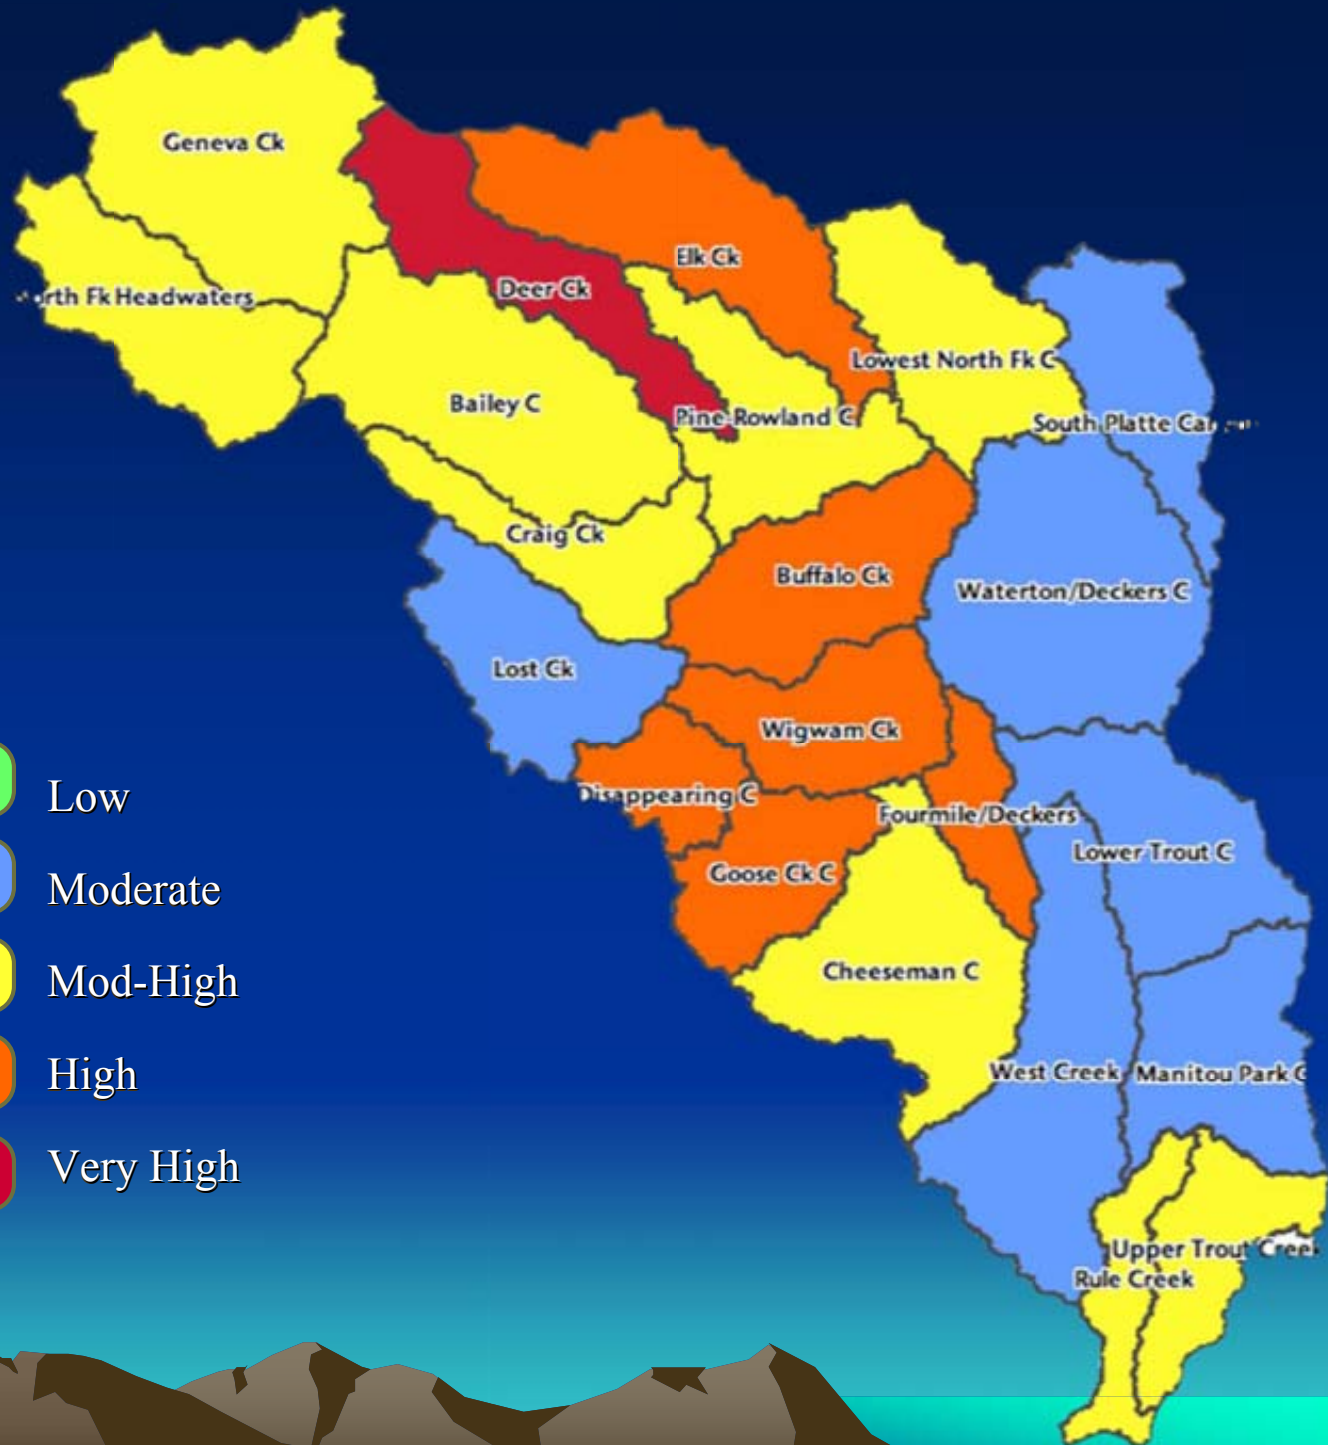 Geneva Ck
Elk Ck
Deer Ck
rth Fk Headwaters
Lowest North Fk C
Bailey C
Pine-Rowland C
South Platte Ca
Craig Ck
Buffalo Ck
Waterton/Deckers C
Lost Ck
Wigwam Ck
Disappearing C
Fourmile/Deckers
Lower Trout C
Goose Ck C
Cheeseman C
West Creek
Manitou Park C
Upper Trout Creek
Rule Creek
Low
Moderate
Mod-High
High
Very High